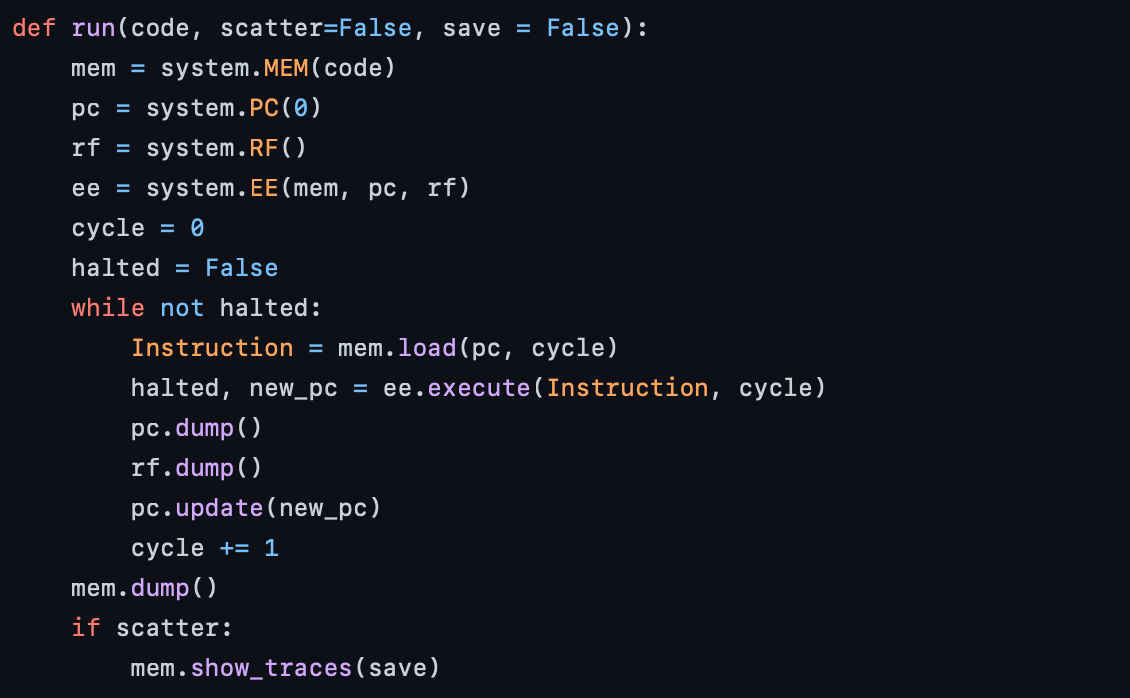 def run(code, scatter=False, save = False):
    mem = system.MEM(code)
    pc = system.PC(0)
    rf = system.RF()
    ee = system.EE(mem, pc, rf)
    cycle = 0
    halted = False
    while not halted:
        Instruction = mem.load(pc, cycle)
        halted, new_pc = ee.execute(Instruction, cycle)
        pc.dump()
        rf.dump()
        pc.update(new_pc)
        cycle += 1
    mem.dump()
    if scatter:
        mem.show_traces(save)